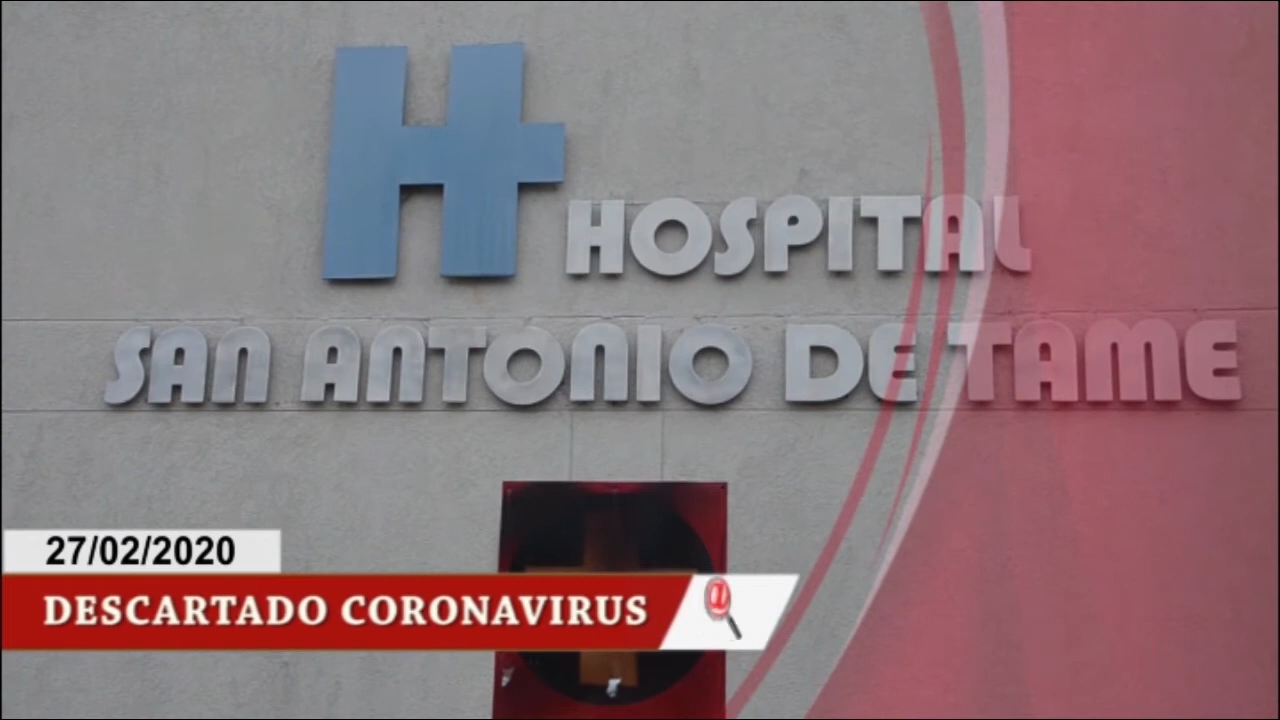 H
HOSPITAL
SAN ANTONIO DE TAME
27/02/2020
DESCARTADO CORONAVIRUS
@